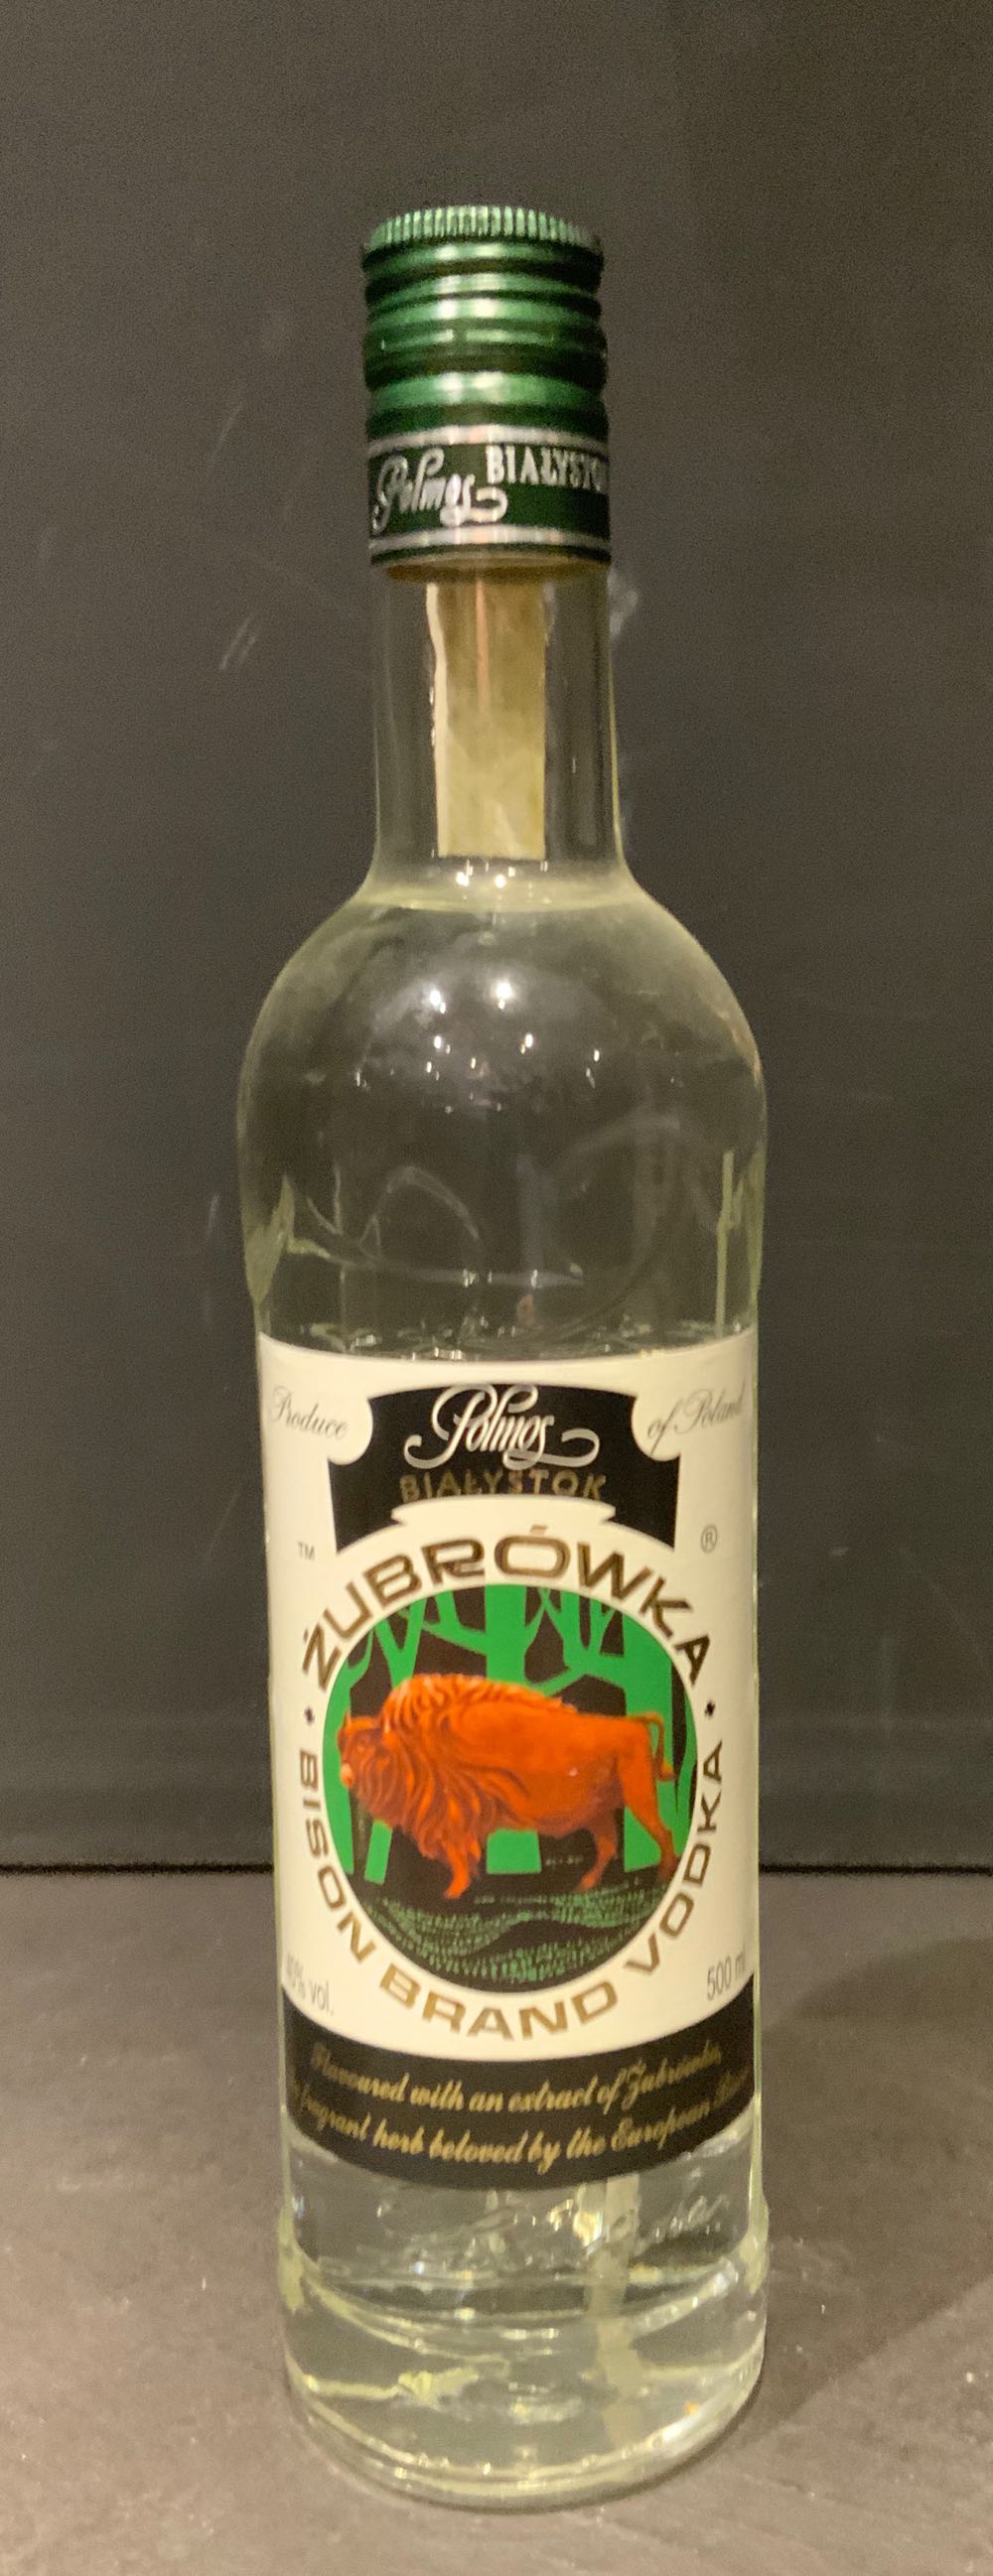 Polmos BIAŁYSTOK
Produce of Poland
Polmos
BIAŁYSTOK
TM ®
ŻUBRÓWKA
• BISON BRAND VODKA •
40% vol. 500 ml
Flavoured with an extract of Żubrówka,
fragrant herb beloved by the European